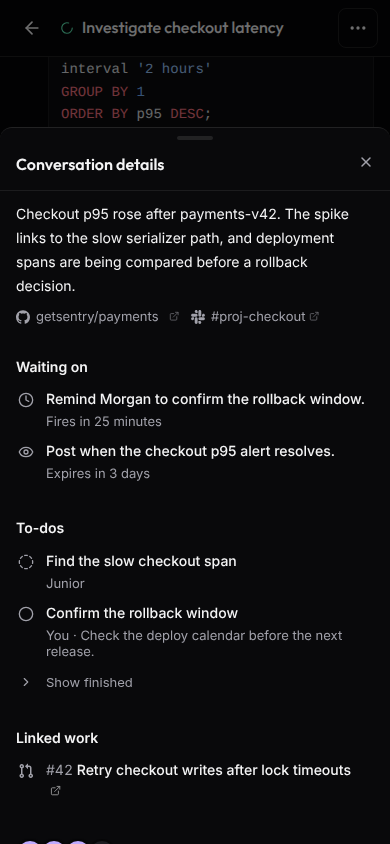 Investigate checkout latency
interval '2 hours'
GROUP BY 1
ORDER BY p95 DESC;
Conversation details
Checkout p95 rose after payments-v42. The spike
links to the slow serializer path, and deployment
spans are being compared before a rollback
decision.
getsentry/payments #proj-checkout
Waiting on
Remind Morgan to confirm the rollback window.
Fires in 25 minutes
Post when the checkout p95 alert resolves.
Expires in 3 days
To-dos
Find the slow checkout span
Junior
Confirm the rollback window
You · Check the deploy calendar before the next
release.
Show finished
Linked work
#42 Retry checkout writes after lock timeouts